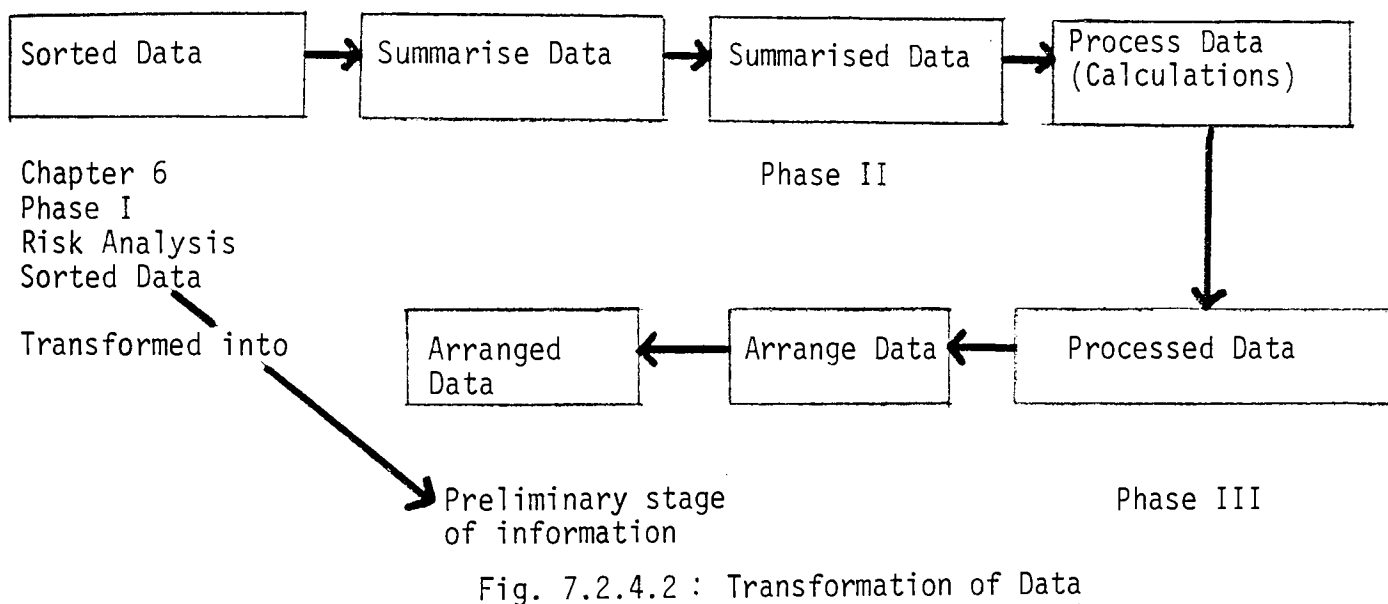 Sorted Data
Summarise Data
Summarised Data
Process Data
(Calculations)
Chapter 6
Phase I
Risk Analysis
Sorted Data
Transformed into
Phase II
Arranged
Data
Arrange Data
Processed Data
Preliminary stage
of information
Phase III
Fig. 7.2.4.2 : Transformation of Data